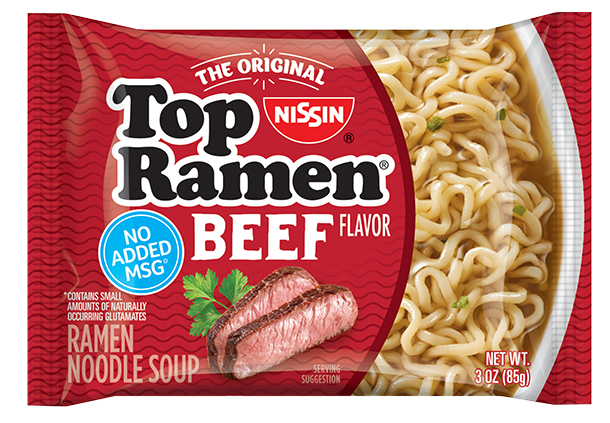 THE ORIGINAL
NISSIN
®
Top
Ramen®
BEEF FLAVOR
NO
ADDED
MSG*
*CONTAINS SMALL
AMOUNTS OF NATURALLY
OCCURRING GLUTAMATES
RAMEN
NOODLE SOUP
SERVING
SUGGESTION
NET WT.
3 OZ (85g)